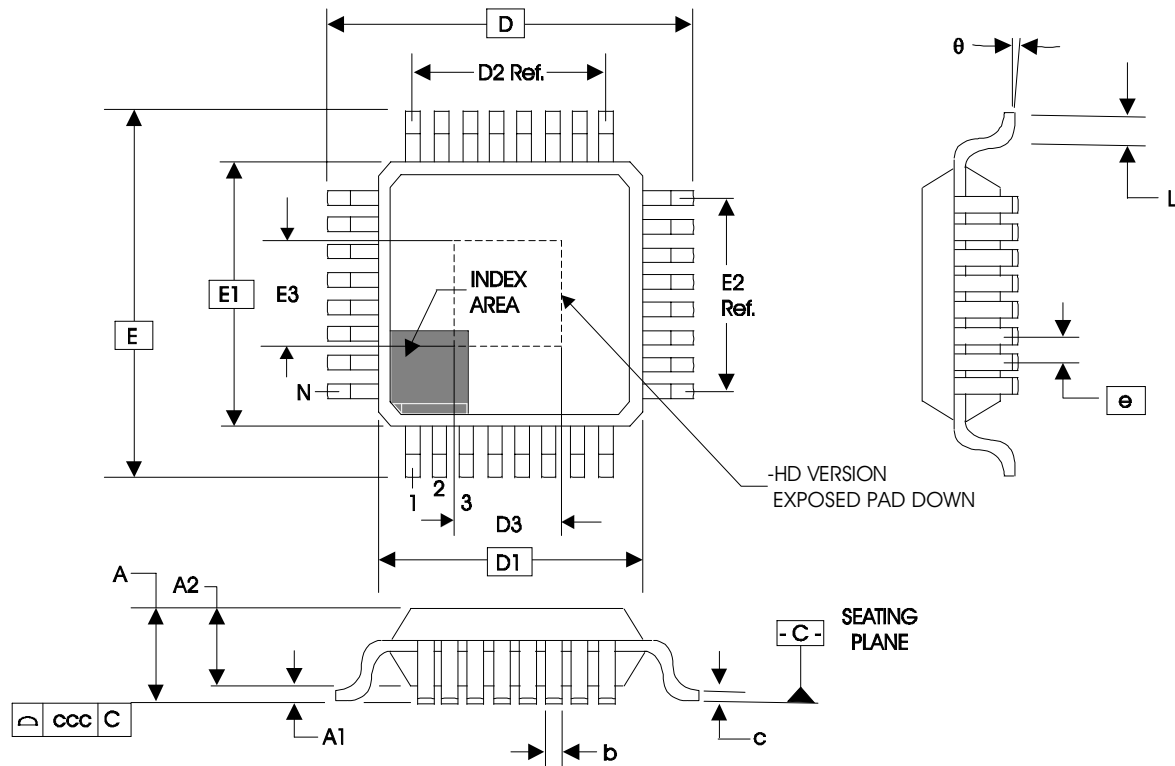 D
D2 Ref.
θ
L
E
E1
E3
INDEX
AREA
E2
Ref.
N
e
1
2
3
D3
-HD VERSION
EXPOSED PAD DOWN
D1
A
A2
- C -
SEATING
PLANE
⌓ ccc C
A1
b
c